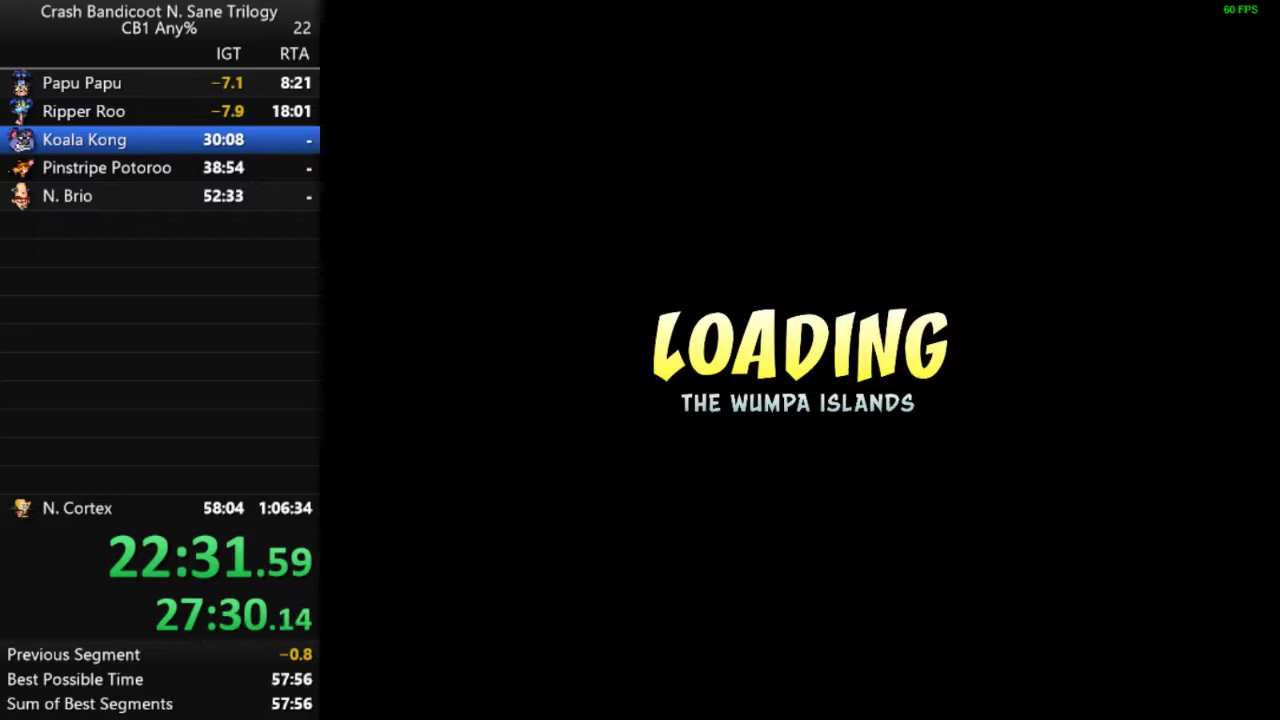 Crash Bandicoot N. Sane Trilogy
CB1 Any% 22
IGT RTA
Papu Papu −7.1 8:21
Ripper Roo −7.9 18:01
Koala Kong 30:08 -
Pinstripe Potoroo 38:54 -
N. Brio 52:33 -
N. Cortex 58:04 1:06:34
22:31.59
27:30.14
Previous Segment −0.8
Best Possible Time 57:56
Sum of Best Segments 57:56
60 FPS
LOADING
THE WUMPA ISLANDS